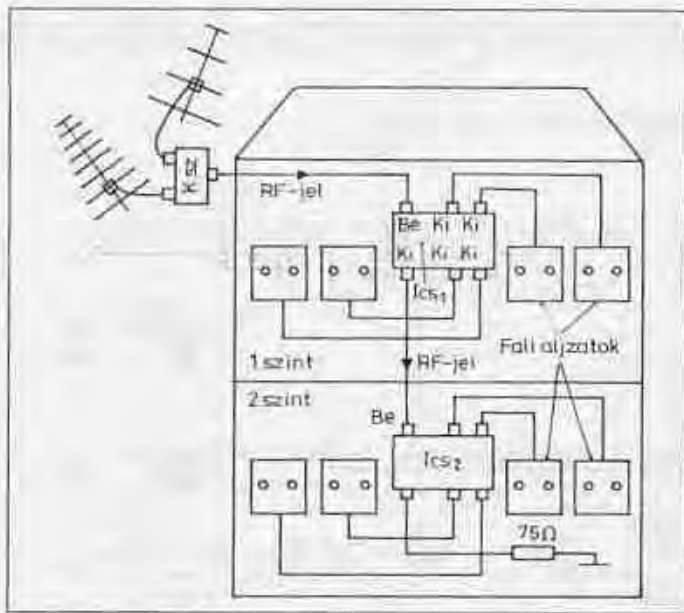 KSZ
RF-jel
Be Ki Ki
Ki Ki Ki
Ics₁
Fali aljzatok
1 szint
RF-jel
2 szint
Be
Ics₂
75Ω